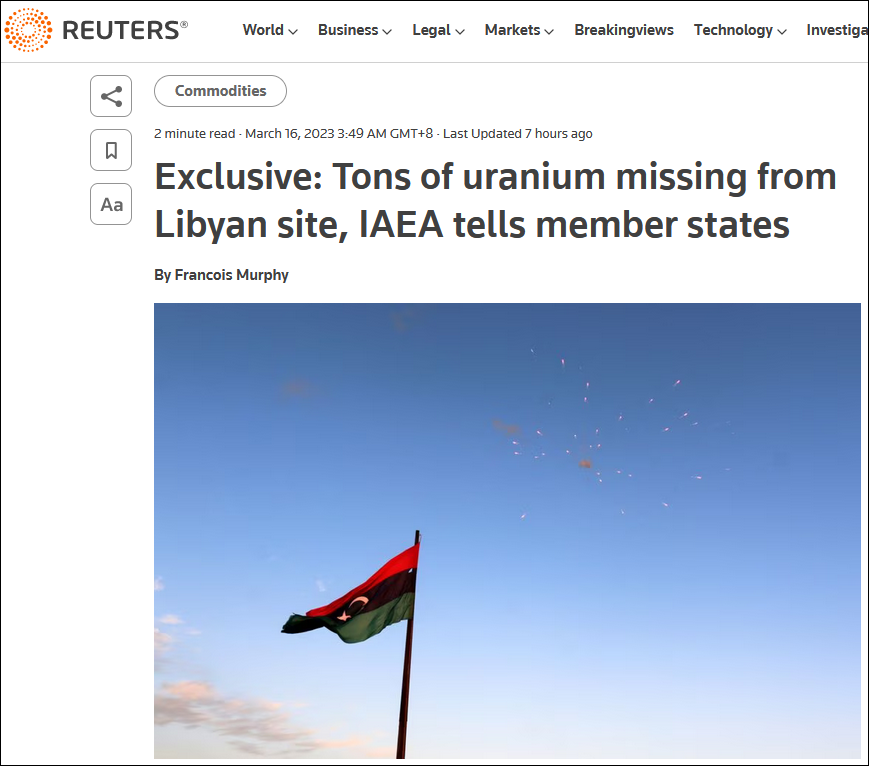 REUTERS®
World Business Legal Markets Breakingviews Technology Investiga
Commodities
2 minute read · March 16, 2023 3:49 AM GMT+8 · Last Updated 7 hours ago
Aa
Exclusive: Tons of uranium missing from
Libyan site, IAEA tells member states
By Francois Murphy